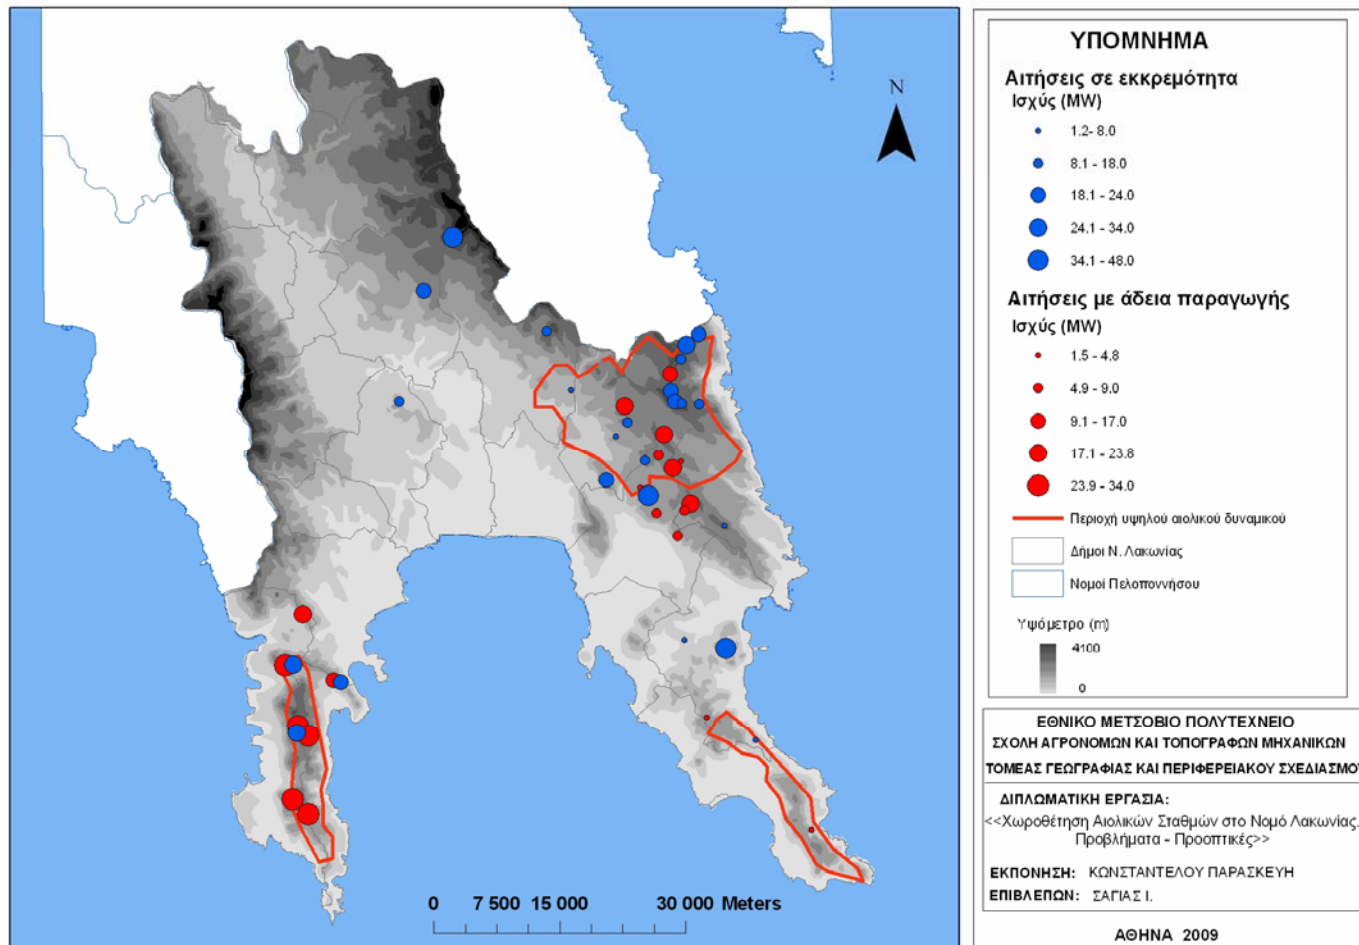 N
0 7 500 15 000 30 000 Meters
ΥΠΟΜΝΗΜΑ
Αιτήσεις σε εκκρεμότητα
Ισχύς (MW)
1.2- 8.0
8.1 - 18.0
18.1 - 24.0
24.1 - 34.0
34.1 - 48.0
Αιτήσεις με άδεια παραγωγής
Ισχύς (MW)
1.5 - 4.8
4.9 - 9.0
9.1 - 17.0
17.1 - 23.8
23.9 - 34.0
Περιοχή υψηλού αιολικού δυναμικού
Δήμοι Ν. Λακωνίας
Νομοί Πελοποννήσου
Υψόμετρο (m)
4100
0
ΕΘΝΙΚΟ ΜΕΤΣΟΒΙΟ ΠΟΛΥΤΕΧΝΕΙΟ
ΣΧΟΛΗ ΑΓΡΟΝΟΜΩΝ ΚΑΙ ΤΟΠΟΓΡΑΦΩΝ ΜΗΧΑΝΙΚΩΝ
ΤΟΜΕΑΣ ΓΕΩΓΡΑΦΙΑΣ ΚΑΙ ΠΕΡΙΦΕΡΕΙΑΚΟΥ ΣΧΕΔΙΑΣΜΟΥ
ΔΙΠΛΩΜΑΤΙΚΗ ΕΡΓΑΣΙΑ:
<<Χωροθέτηση Αιολικών Σταθμών στο Νομό Λακωνίας.
Προβλήματα - Προοπτικές>>
ΕΚΠΟΝΗΣΗ: ΚΩΝΣΤΑΝΤΕΛΟΥ ΠΑΡΑΣΚΕΥΗ
ΕΠΙΒΛΕΠΩΝ: ΣΑΓΙΑΣ Ι.
ΑΘΗΝΑ 2009